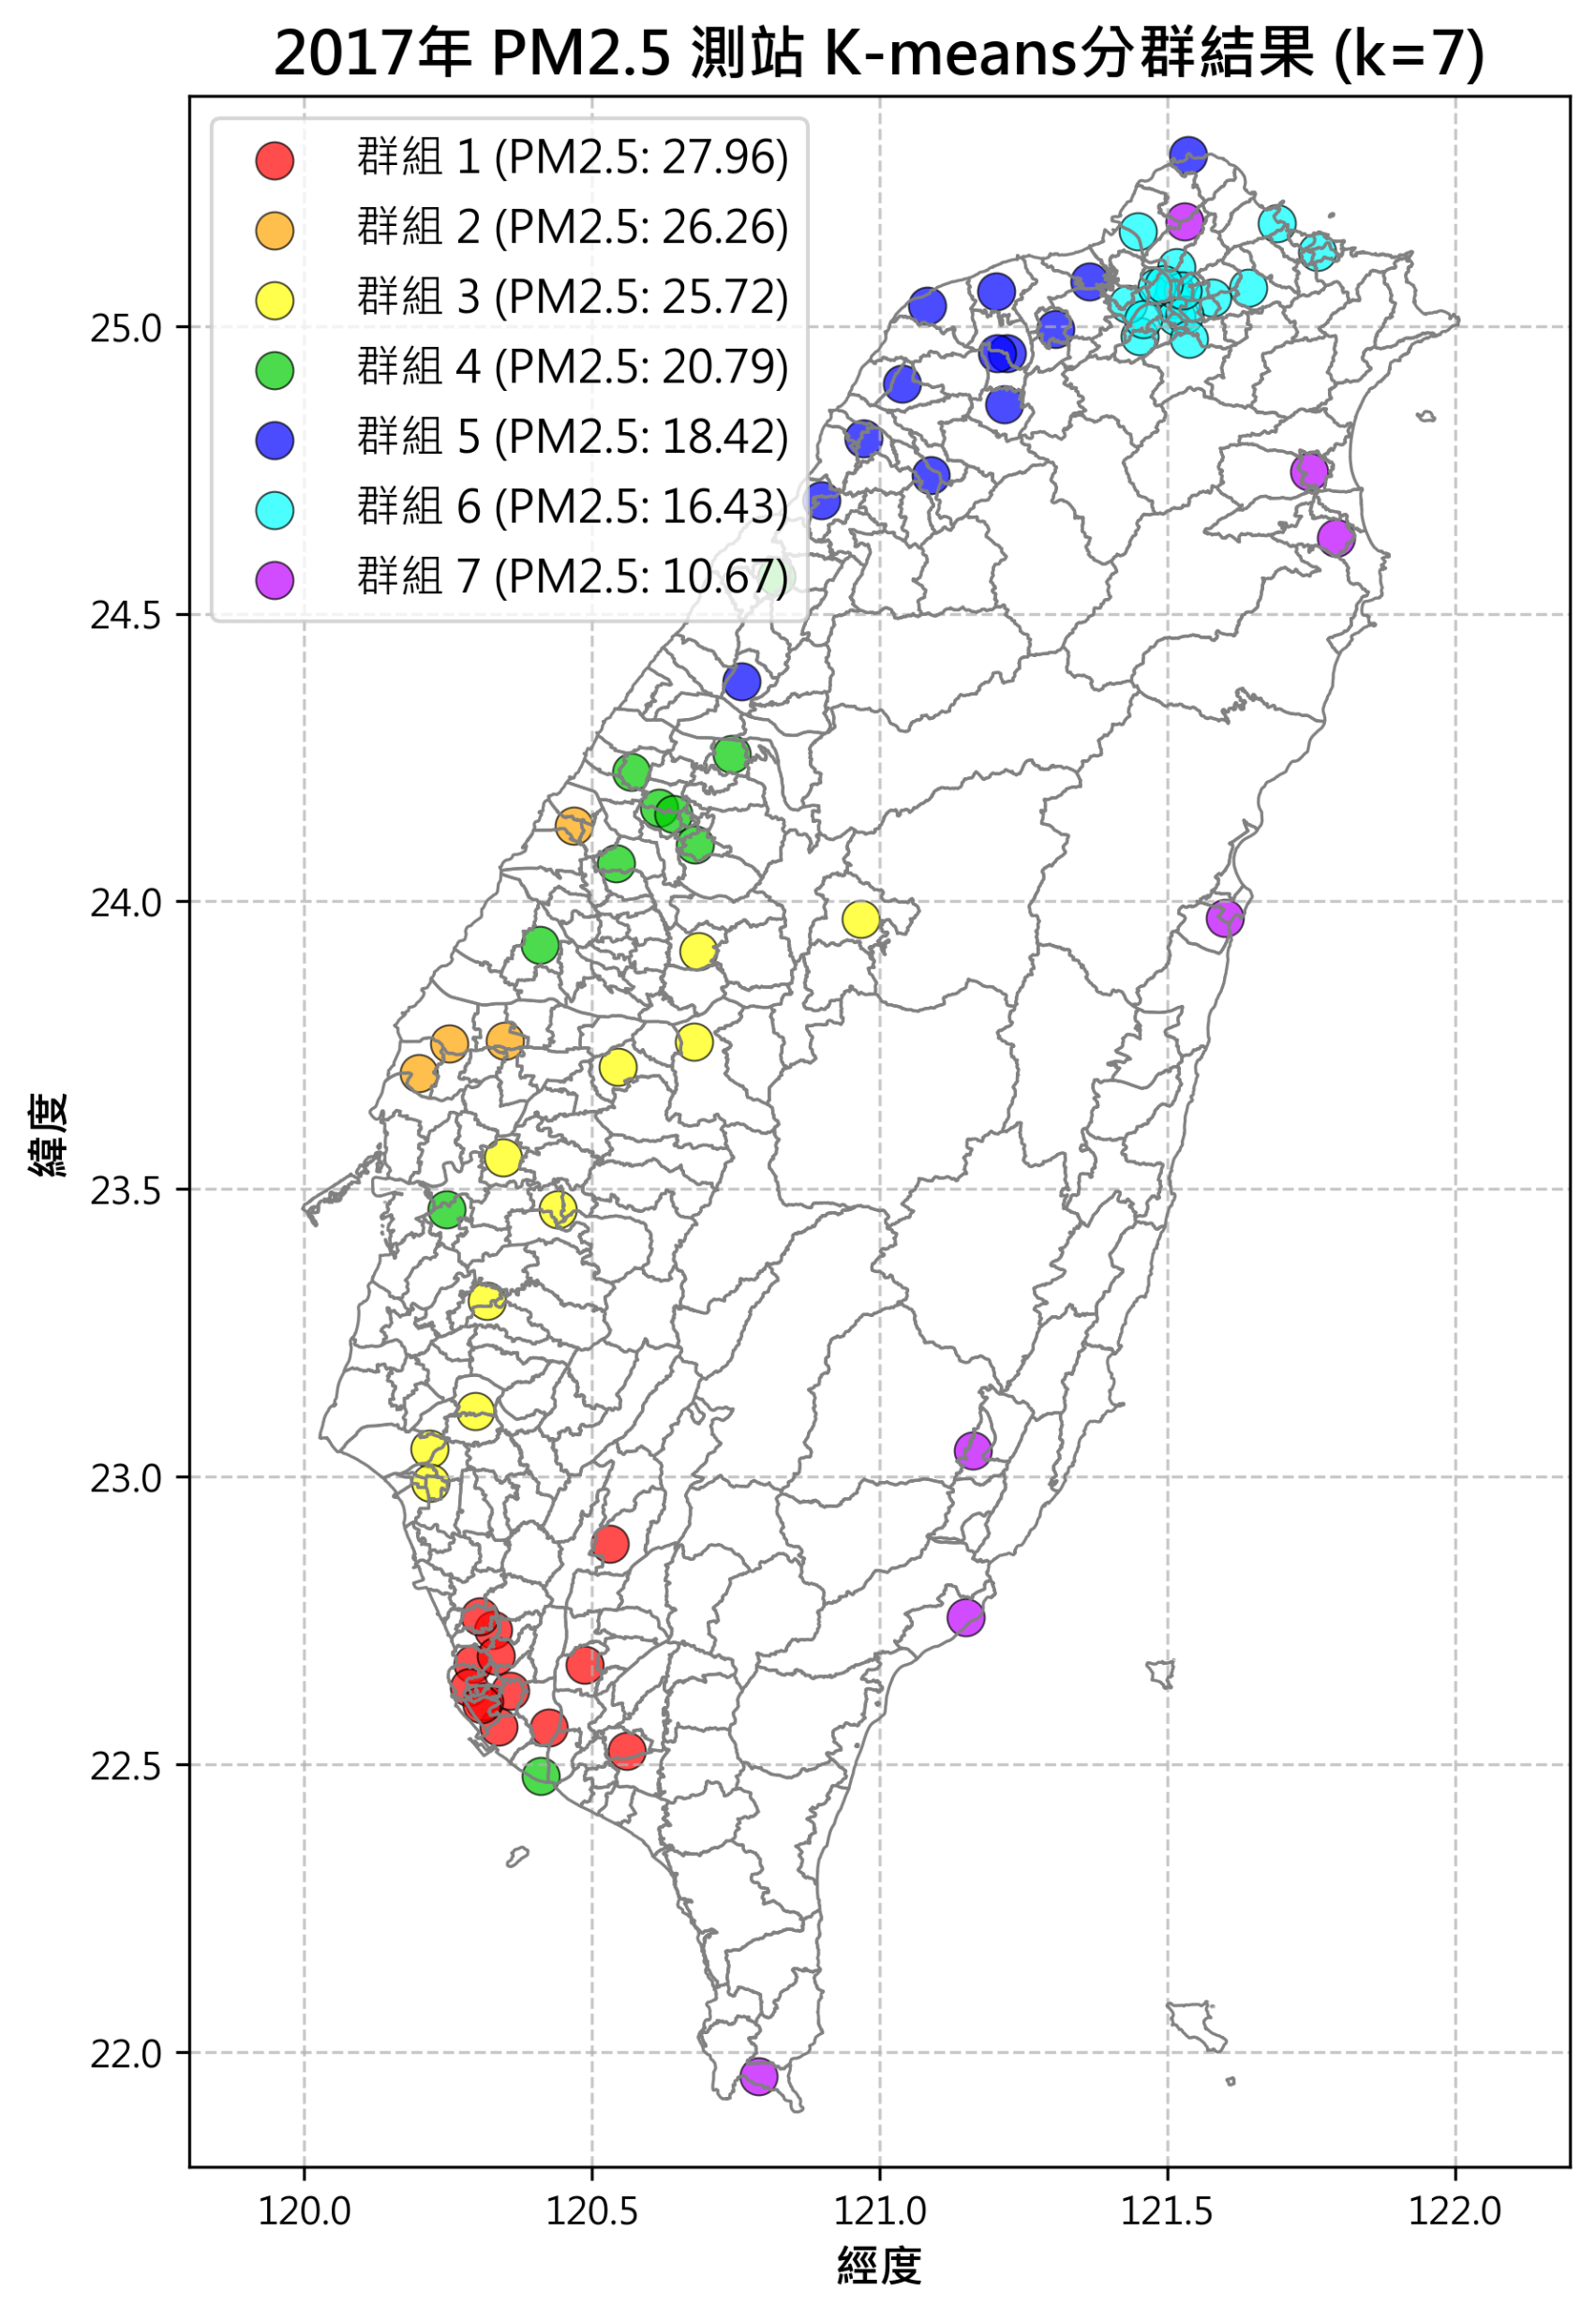 2017年 PM2.5 測站 K-means分群結果 (k=7)
群組 1 (PM2.5: 27.96)
群組 2 (PM2.5: 26.26)
群組 3 (PM2.5: 25.72)
群組 4 (PM2.5: 20.79)
群組 5 (PM2.5: 18.42)
群組 6 (PM2.5: 16.43)
群組 7 (PM2.5: 10.67)
25.0
24.5
24.0
23.5
23.0
22.5
22.0
緯度
120.0
120.5
121.0
121.5
122.0
經度